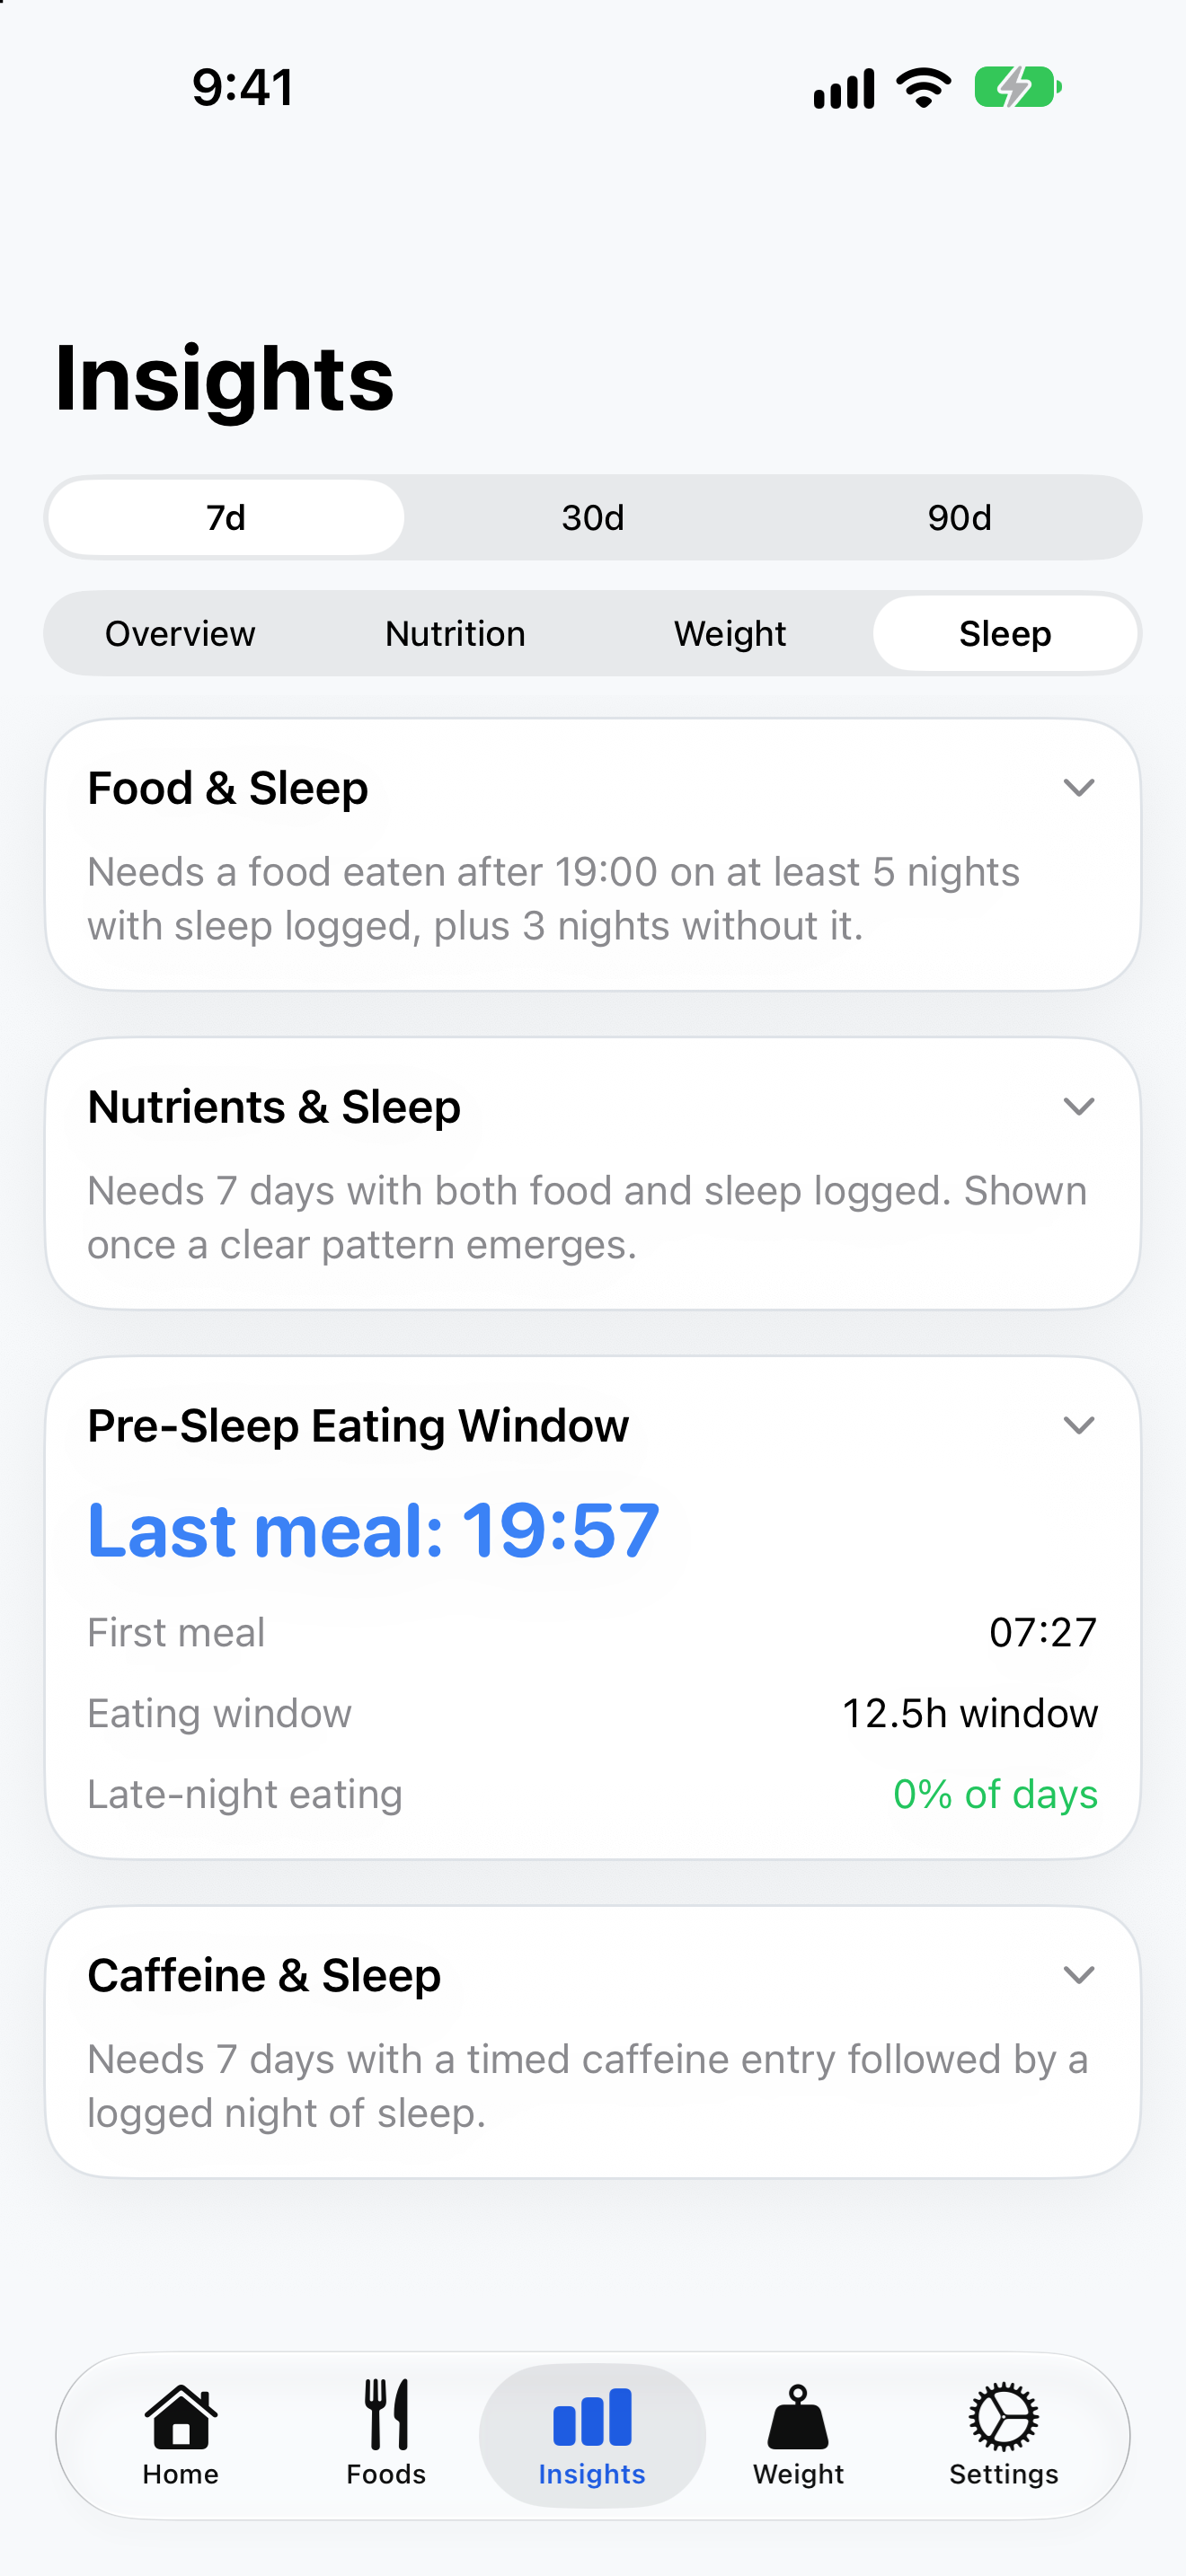 9:41
Insights
7d 30d 90d
Overview Nutrition Weight Sleep
Food & Sleep
Needs a food eaten after 19:00 on at least 5 nights
with sleep logged, plus 3 nights without it.
Nutrients & Sleep
Needs 7 days with both food and sleep logged. Shown
once a clear pattern emerges.
Pre-Sleep Eating Window
Last meal: 19:57
First meal 07:27
Eating window 12.5h window
Late-night eating 0% of days
Caffeine & Sleep
Needs 7 days with a timed caffeine entry followed by a
logged night of sleep.
Home Foods Insights Weight Settings